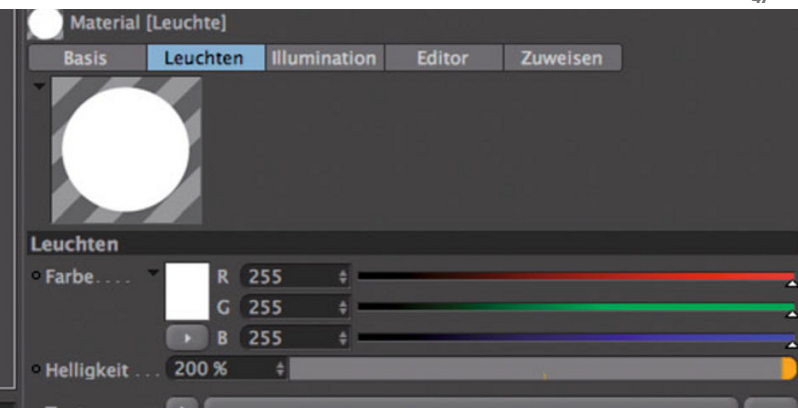 Material [Leuchte]
Basis Leuchten Illumination Editor Zuweisen
Leuchten
Farbe.... R 255
G 255
B 255
Helligkeit ... 200 %